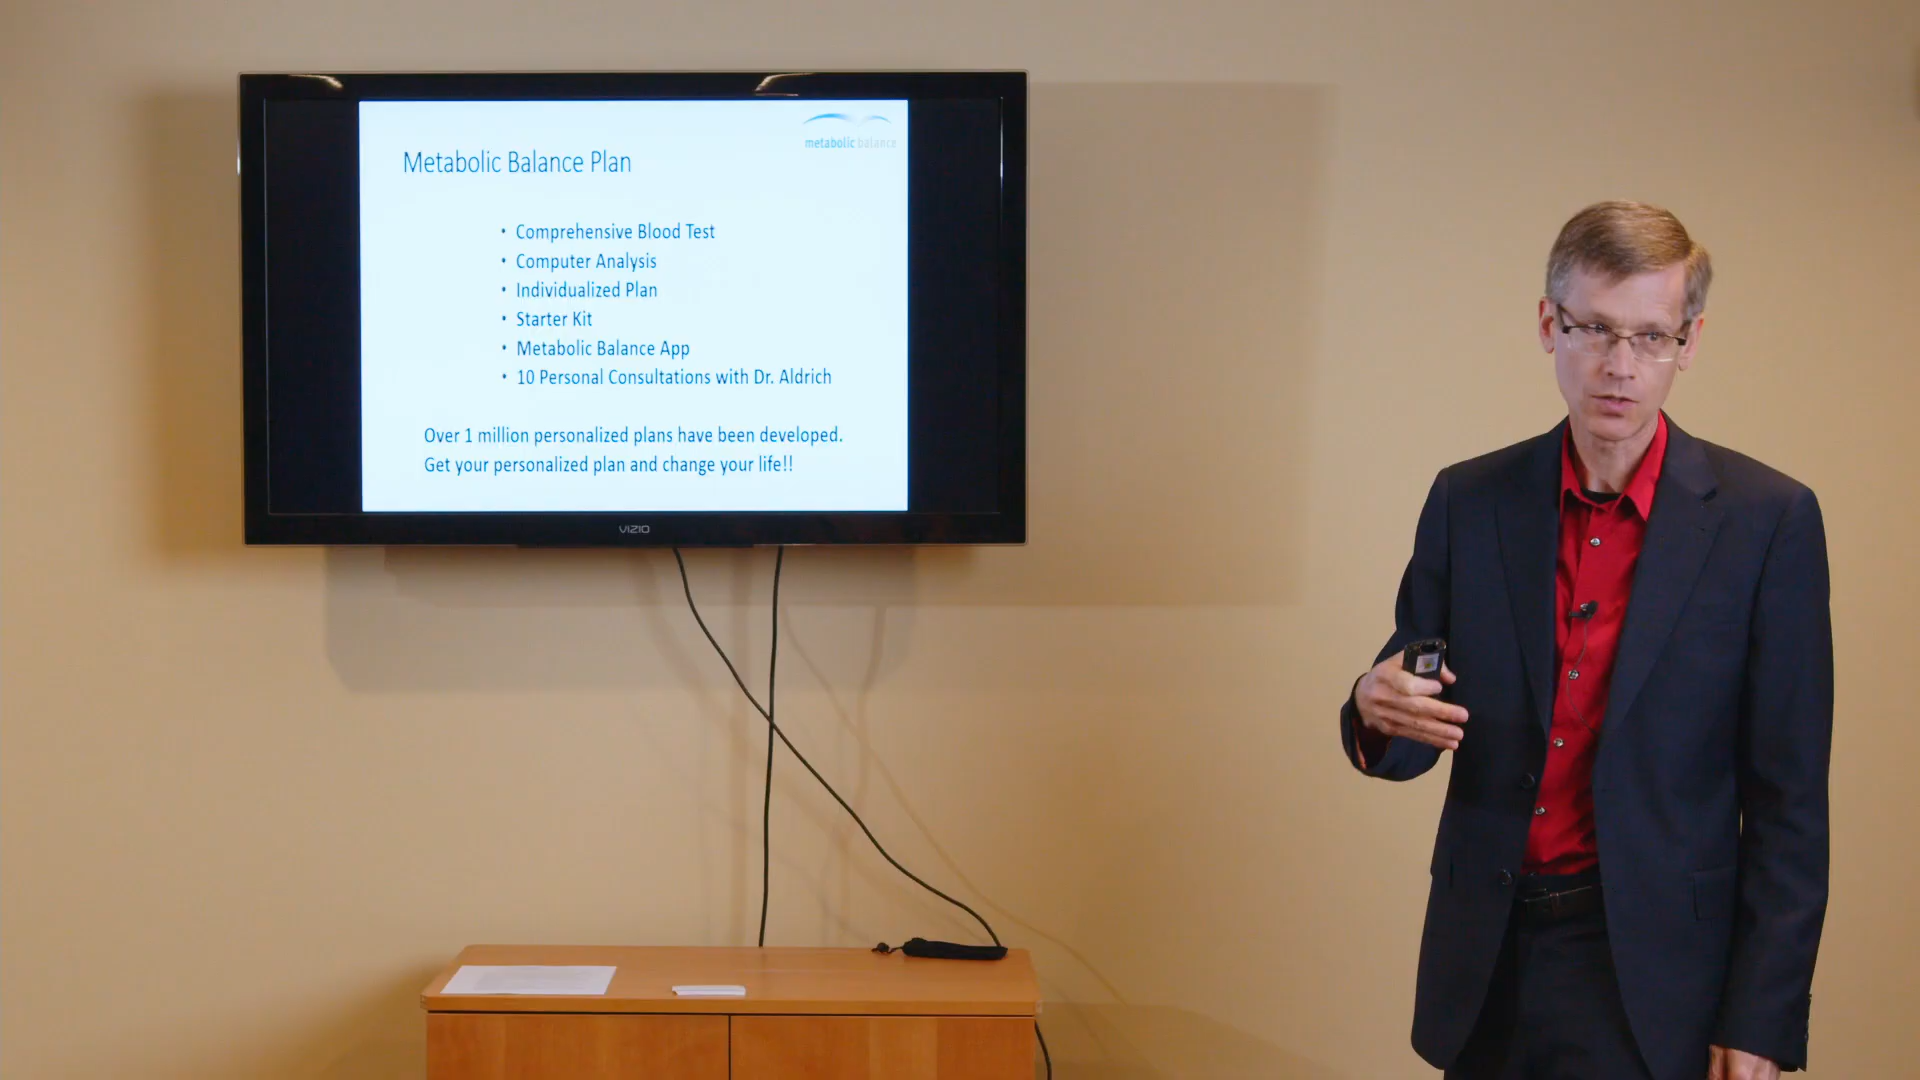 metabolic balance
Metabolic Balance Plan
• Comprehensive Blood Test
• Computer Analysis
• Individualized Plan
• Starter Kit
• Metabolic Balance App
• 10 Personal Consultations with Dr. Aldrich
Over 1 million personalized plans have been developed.
Get your personalized plan and change your life!!
VIZIO